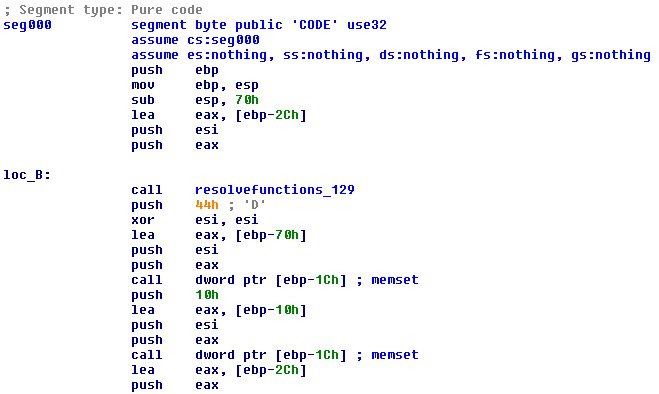 ; Segment type: Pure code
seg000 segment byte public 'CODE' use32
assume cs:seg000
assume es:nothing, ss:nothing, ds:nothing, fs:nothing, gs:nothing
push ebp
mov ebp, esp
sub esp, 70h
lea eax, [ebp-2Ch]
push esi
push eax
loc_B:
call resolvefunctions_129
push 44h ; 'D'
xor esi, esi
lea eax, [ebp-70h]
push esi
push eax
call dword ptr [ebp-1Ch] ; memset
push 10h
lea eax, [ebp-10h]
push esi
push eax
call dword ptr [ebp-1Ch] ; memset
lea eax, [ebp-2Ch]
push eax